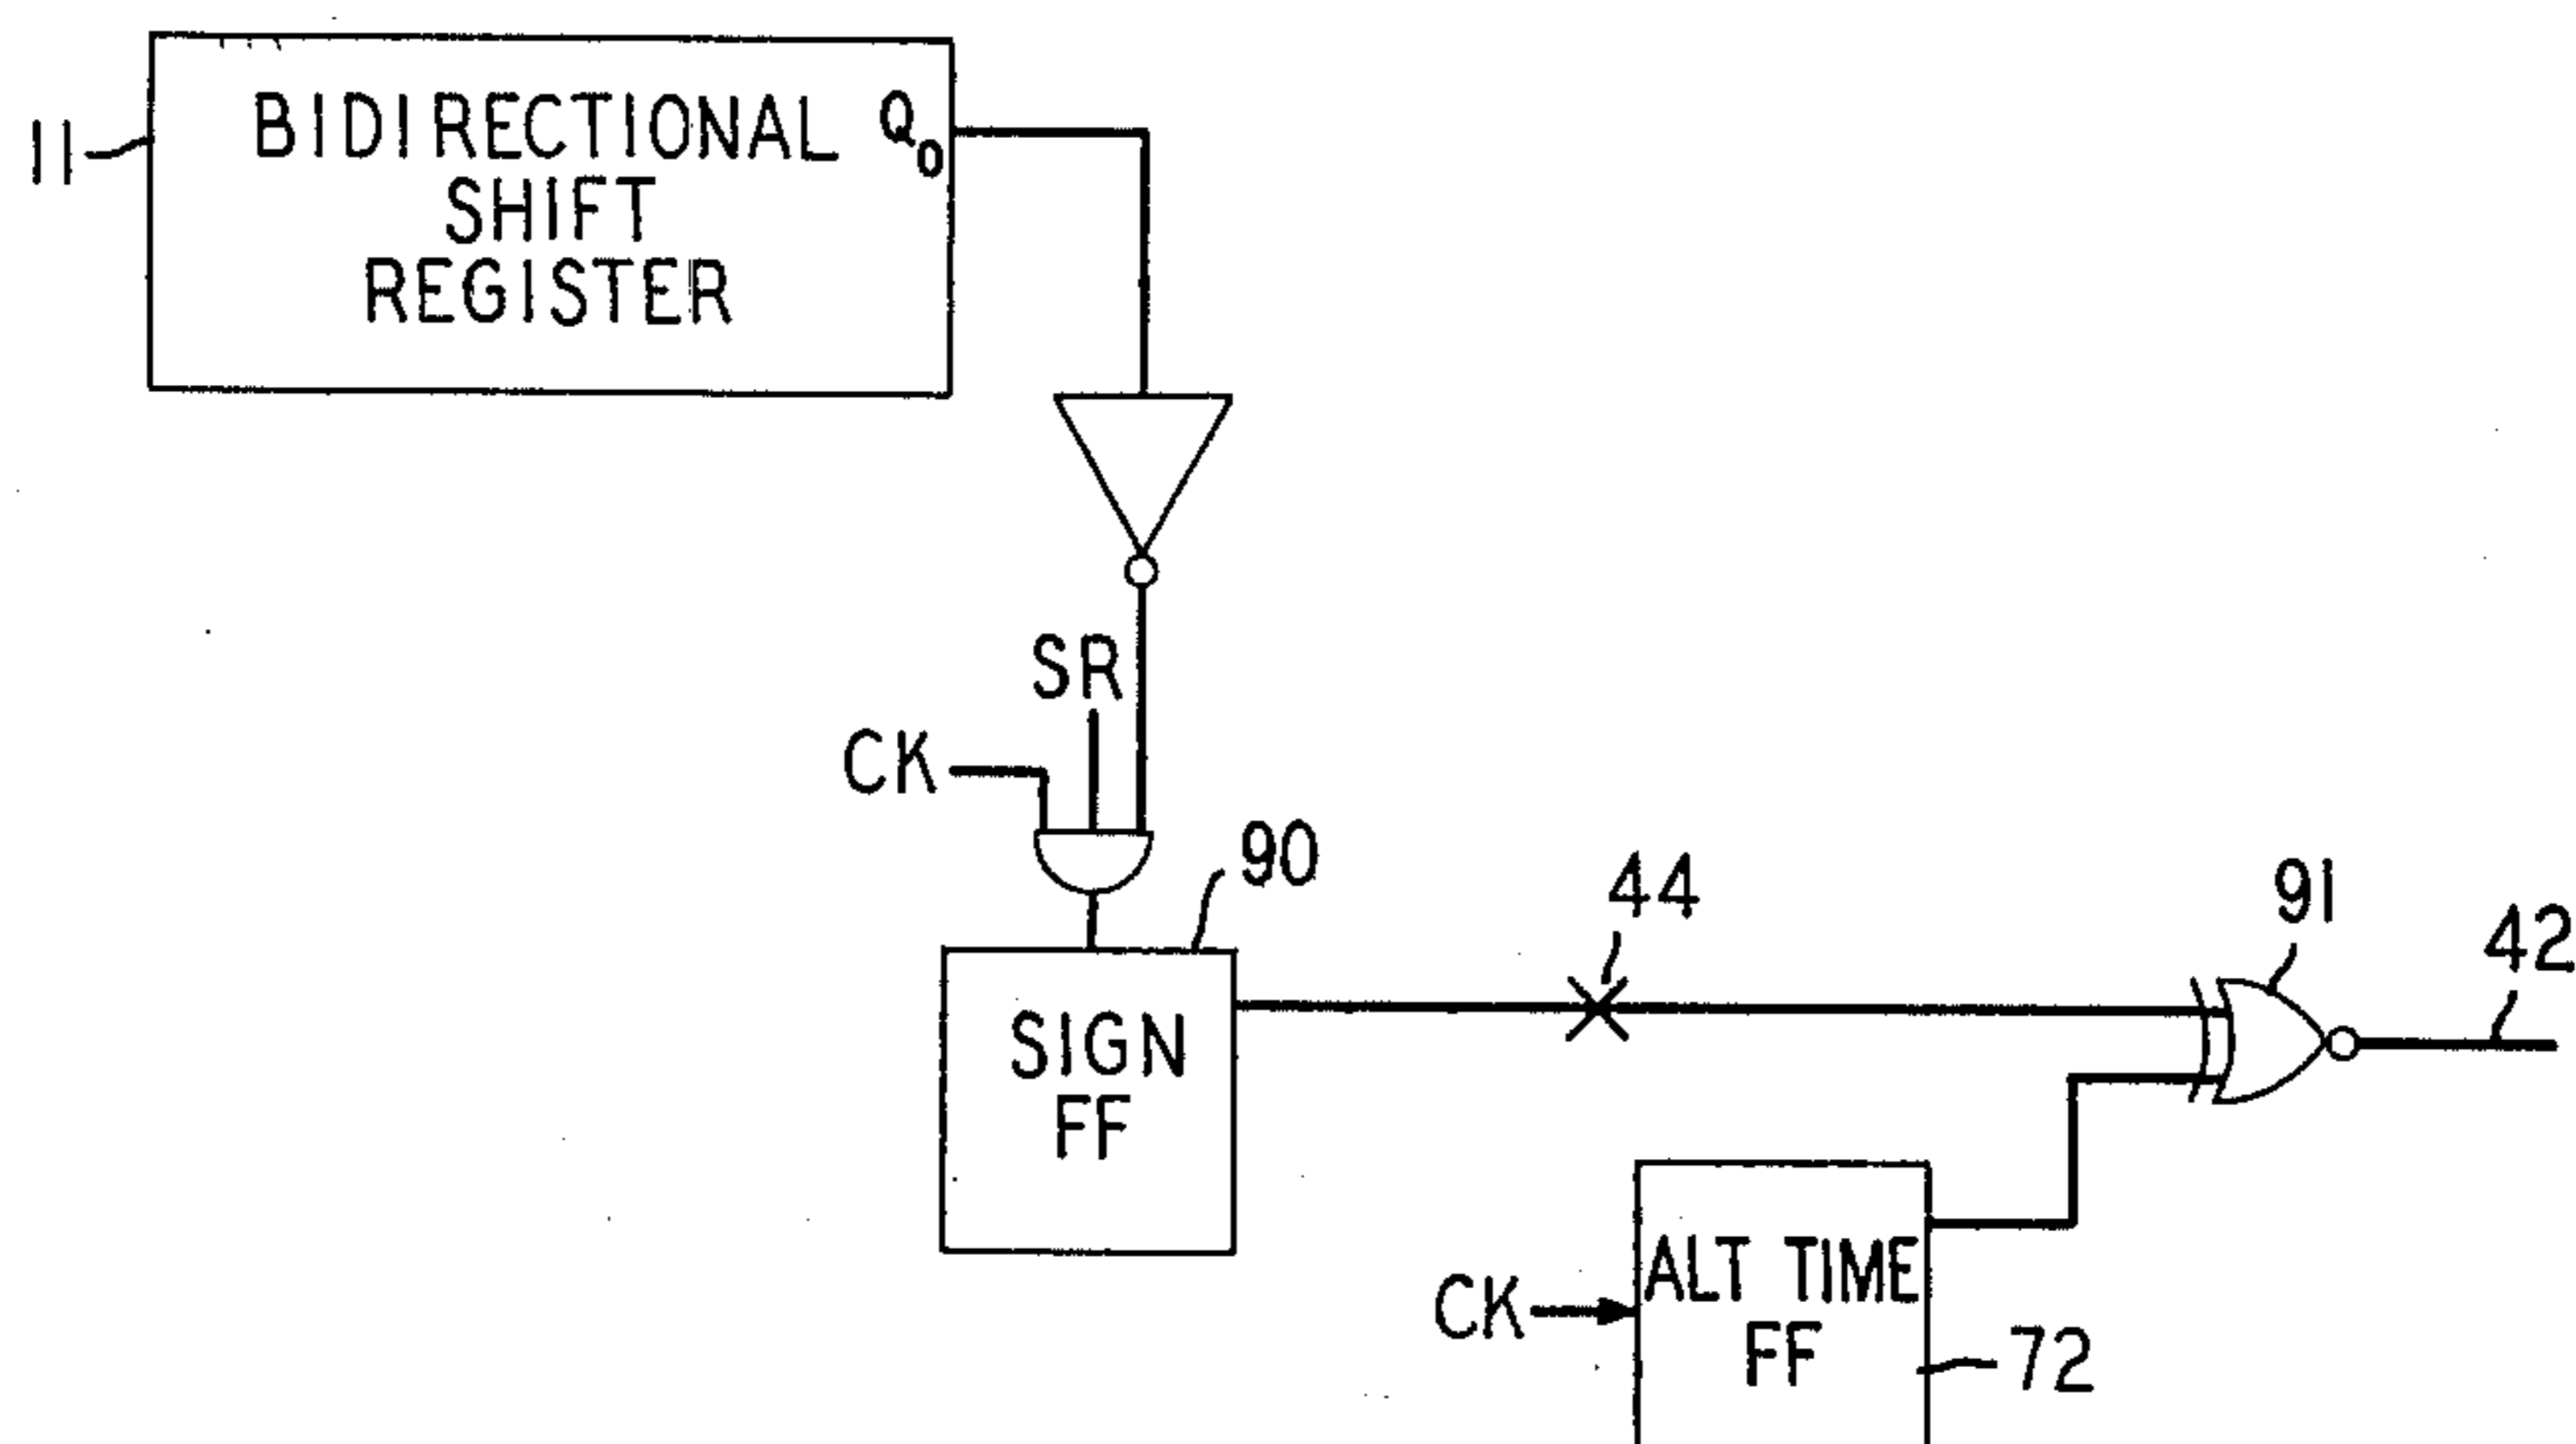 11
BIDIRECTIONAL
SHIFT
REGISTER
Q0
SR
CK
90
SIGN
FF
44
91
42
CK
ALT TIME
FF
72